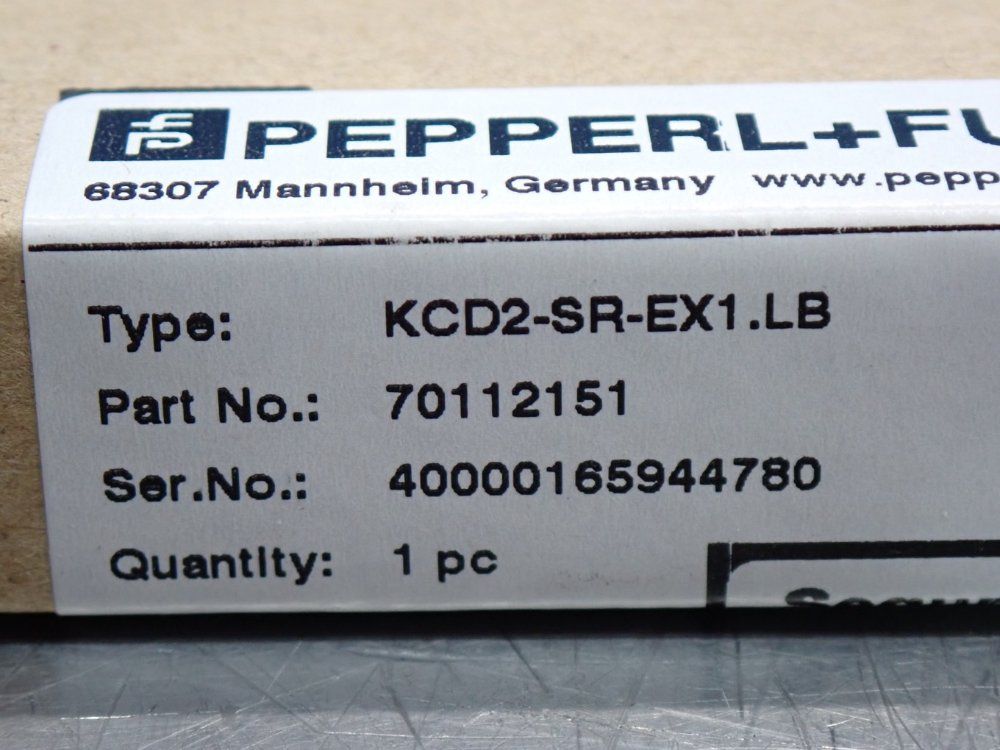 PEPPERL+FU
68307 Mannheim, Germany www.pepp
Type: KCD2-SR-EX1.LB
Part No.: 70112151
Ser.No.: 40000165944780
Quantity: 1 pc